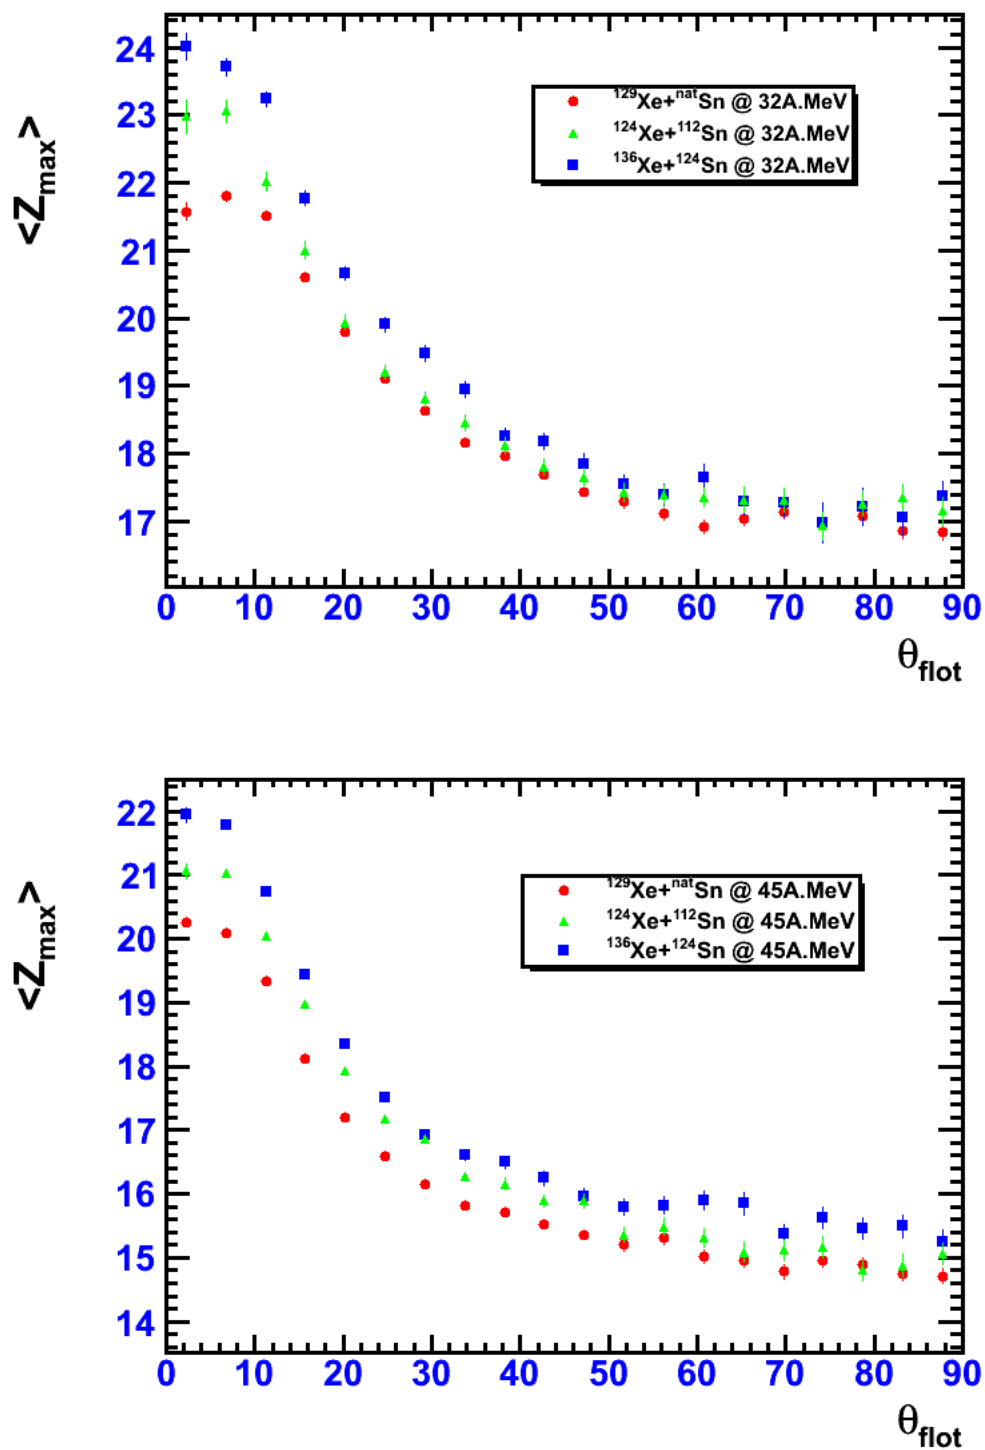 24
23
22
21
20
19
18
17
<Zmax>
129Xe+natSn @ 32A.MeV
124Xe+112Sn @ 32A.MeV
136Xe+124Sn @ 32A.MeV
0 10 20 30 40 50 60 70 80 90
θflot
22
21
20
19
18
17
16
15
14
<Zmax>
129Xe+natSn @ 45A.MeV
124Xe+112Sn @ 45A.MeV
136Xe+124Sn @ 45A.MeV
0 10 20 30 40 50 60 70 80 90
θflot